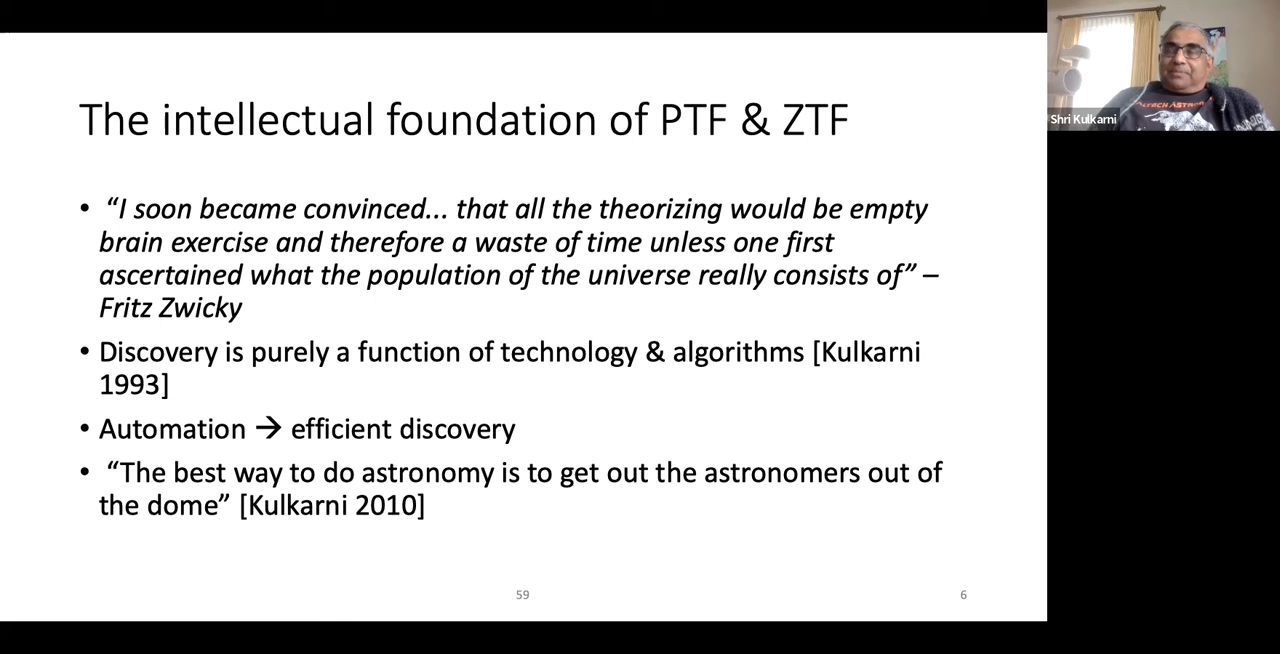 The intellectual foundation of PTF & ZTF
• “I soon became convinced... that all the theorizing would be empty
brain exercise and therefore a waste of time unless one first
ascertained what the population of the universe really consists of” –
Fritz Zwicky
• Discovery is purely a function of technology & algorithms [Kulkarni
1993]
• Automation → efficient discovery
• “The best way to do astronomy is to get out the astronomers out of
the dome” [Kulkarni 2010]
59
6
Shri Kulkarni